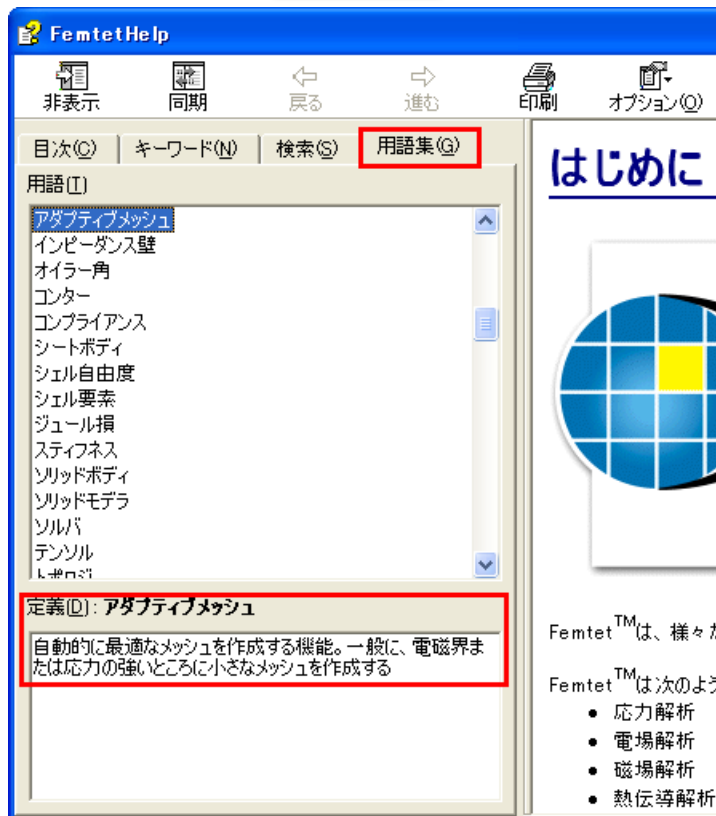 FemtetHelp
非表示 同期 戻る 進む 印刷 オプション(O)
目次(C) キーワード(N) 検索(S) 用語集(G)
用語(T)
アダプティブメッシュ
インピーダンス壁
オイラー角
コンター
コンプライアンス
シートボディ
シェル自由度
シェル要素
ジュール損
スティフネス
ソリッドボディ
ソリッドモデラ
ソルバ
テンソル
トポロジ
定義(D): アダプティブメッシュ
自動的に最適なメッシュを作成する機能。一般に、電磁界ま
たは応力の強いところに小さなメッシュを作成する
はじめに
Femtet™は、様々な
Femtet™は次のよう
• 応力解析
• 電場解析
• 磁場解析
• 熱伝導解析